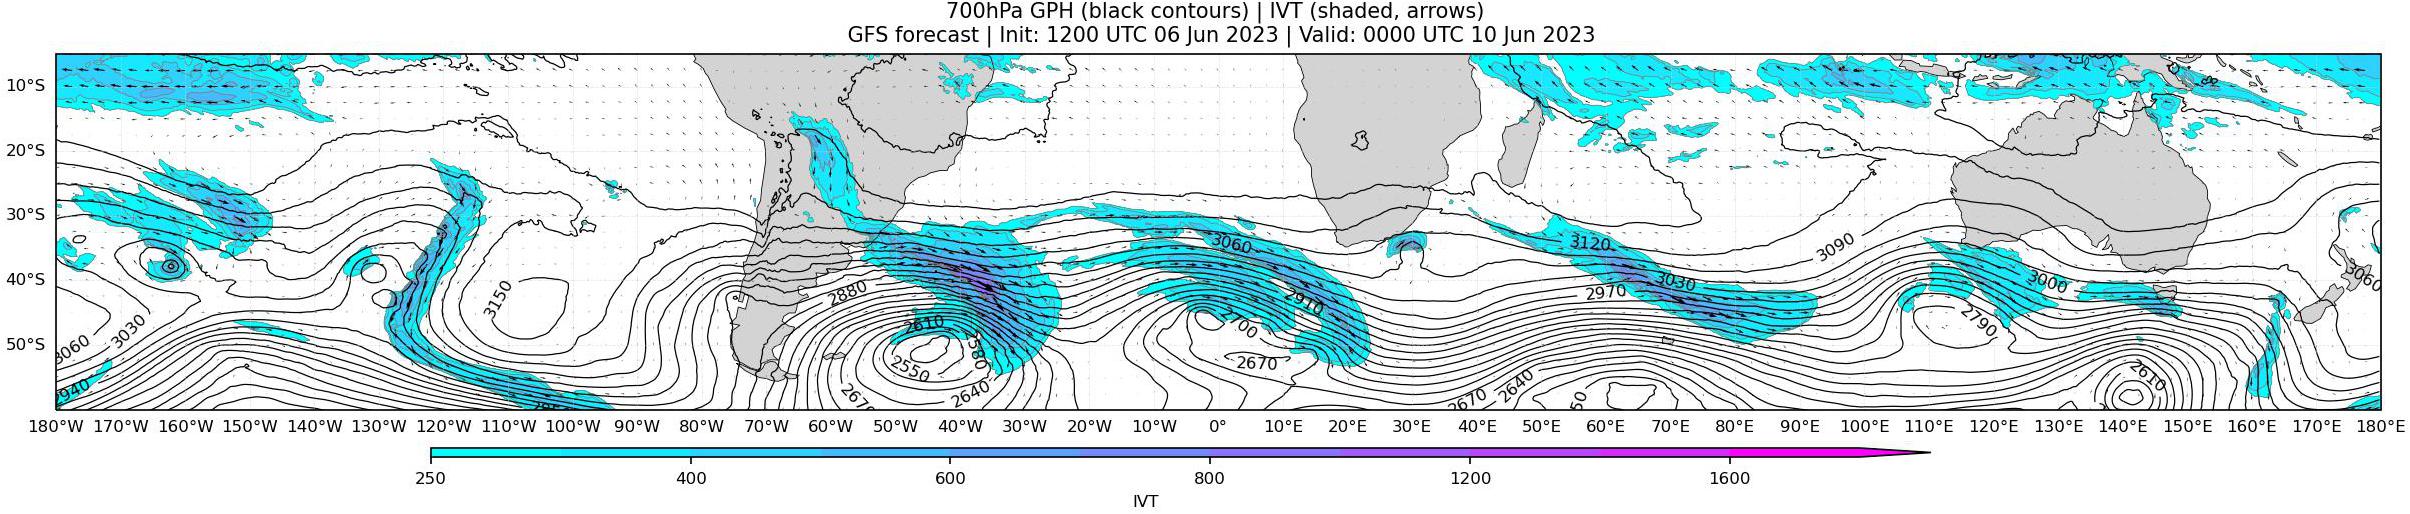 700hPa GPH (black contours) | IVT (shaded, arrows)
GFS forecast | Init: 1200 UTC 06 Jun 2023 | Valid: 0000 UTC 10 Jun 2023
10°S
20°S
30°S
40°S
50°S
3060
3120
3090
3030
3000
3060
3150
2880
2970
2910
3030
2610
2700
2790
3060
2580
2550
2670
2610
2940
2670
2640
2670
2640
180°W 170°W 160°W 150°W 140°W 130°W 120°W 110°W 100°W 90°W 80°W 70°W 60°W 50°W 40°W 30°W 20°W 10°W 0° 10°E 20°E 30°E 40°E 50°E 60°E 70°E 80°E 90°E 100°E 110°E 120°E 130°E 140°E 150°E 160°E 170°E 180°E
250 400 600 800 1200 1600
IVT